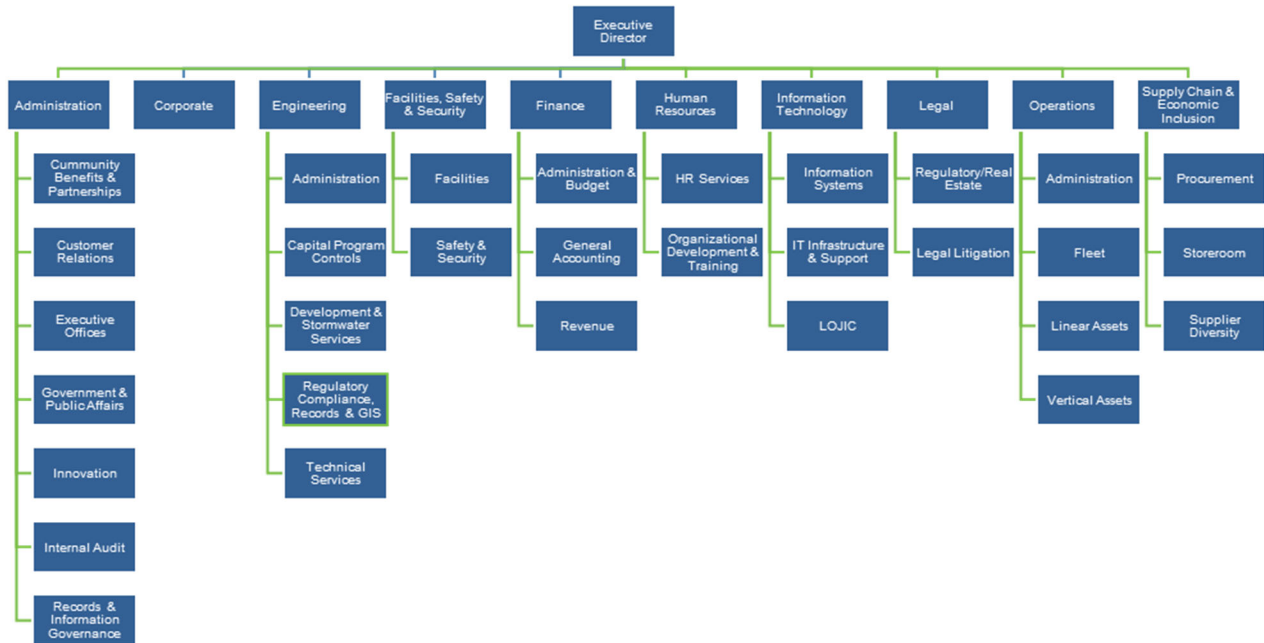 Executive
Director
Administration
Corporate
Engineering
Facilities, Safety
& Security
Finance
Human
Resources
Information
Technology
Legal
Operations
Supply Chain &
Economic
Inclusion
Cummunity
Benefits &
Partnerships
Customer
Relations
Executive
Offices
Government &
Public Affairs
Innovation
Internal Audit
Records &
Information
Governance
Administration
Capital Program
Controls
Development &
Stormwater
Services
Regulatory
Compliance,
Records & GIS
Technical
Services
Facilities
Safety &
Security
Administration &
Budget
General
Accounting
Revenue
HR Services
Organizational
Development &
Training
Information
Systems
IT Infrastructure
& Support
LOJIC
Regulatory/Real
Estate
Legal Litigation
Administration
Fleet
Linear Assets
Vertical Assets
Procurement
Storeroom
Supplier
Diversity